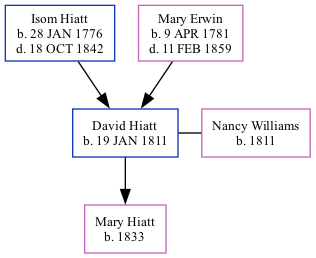 Isom Hiatt
b. 28 JAN 1776
d. 18 OCT 1842
Mary Erwin
b. 9 APR 1781
d. 11 FEB 1859
David Hiatt
b. 19 JAN 1811
Nancy Williams
b. 1811
Mary Hiatt
b. 1833